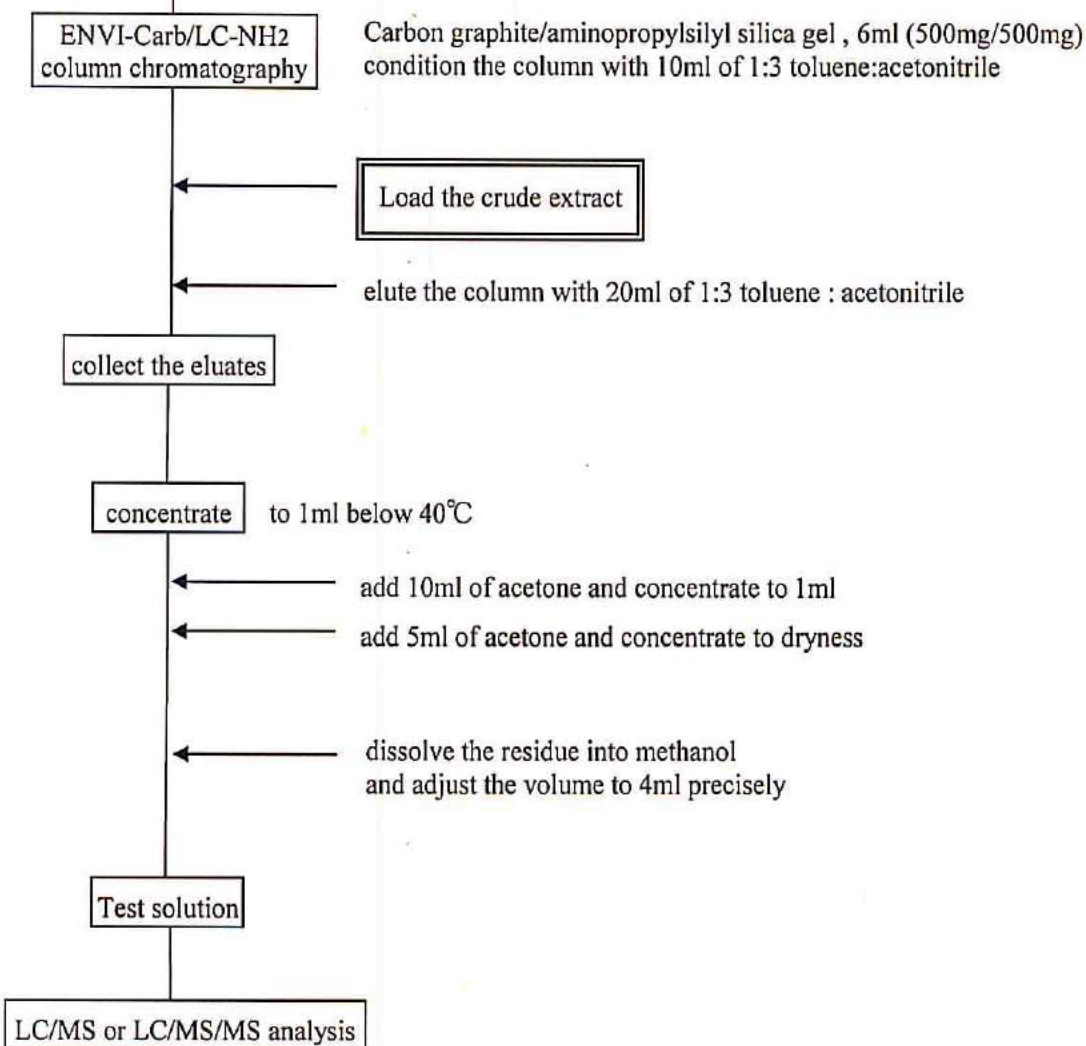 ENVI-Carb/LC-NH2
column chromatography
Carbon graphite/aminopropylsilyl silica gel , 6ml (500mg/500mg)
condition the column with 10ml of 1:3 toluene:acetonitrile
Load the crude extract
elute the column with 20ml of 1:3 toluene : acetonitrile
collect the eluates
concentrate
to 1ml below 40℃
add 10ml of acetone and concentrate to 1ml
add 5ml of acetone and concentrate to dryness
dissolve the residue into methanol
and adjust the volume to 4ml precisely
Test solution
LC/MS or LC/MS/MS analysis